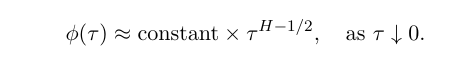 ϕ(τ) ≈ constant × τ^{H−1/2}, as τ ↓ 0.